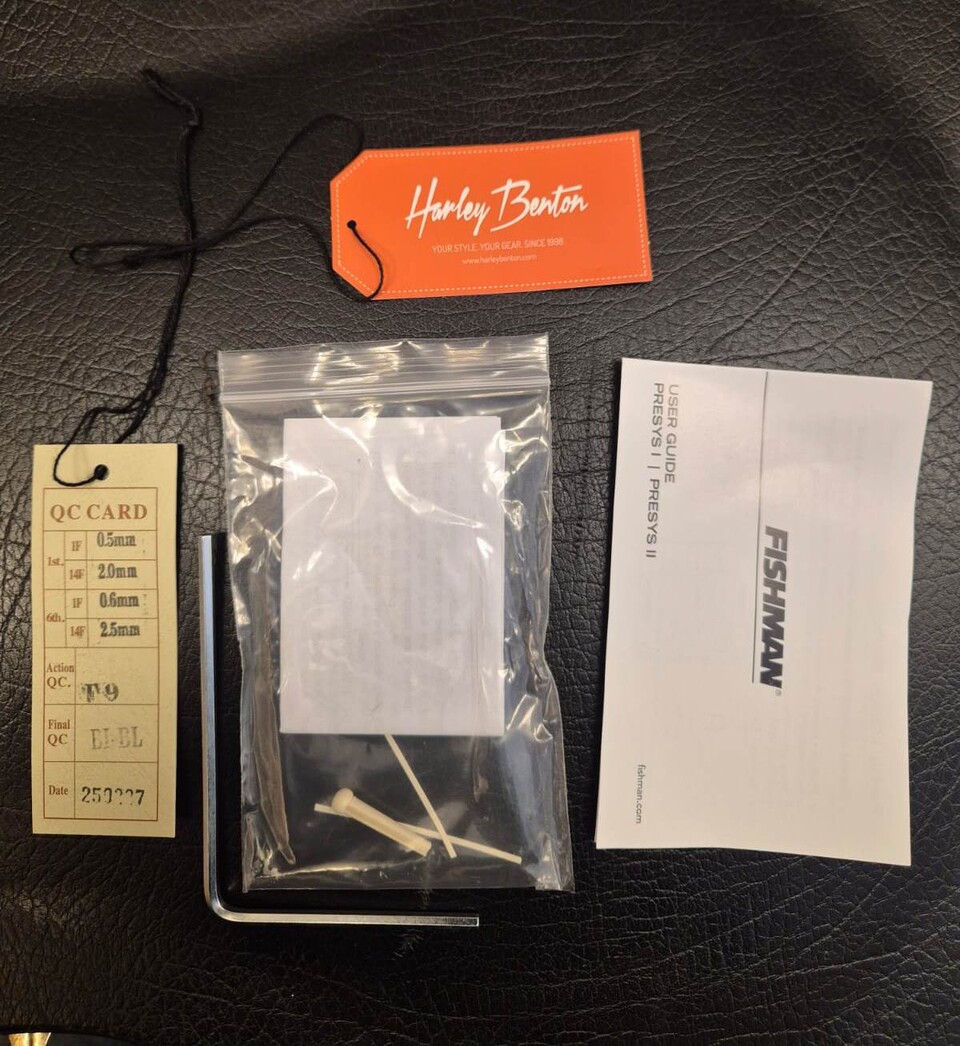 Harley Benton
YOUR STYLE. YOUR GEAR. SINCE 1998
www.harleybenton.com
USER GUIDE
PRESYS I | PRESYS II
FISHMAN®
fishman.com
QC CARD
1st. 1F 0.5mm
14F 2.0mm
6th. 1F 0.6mm
14F 2.5mm
Action
QC.
Final
QC
Date